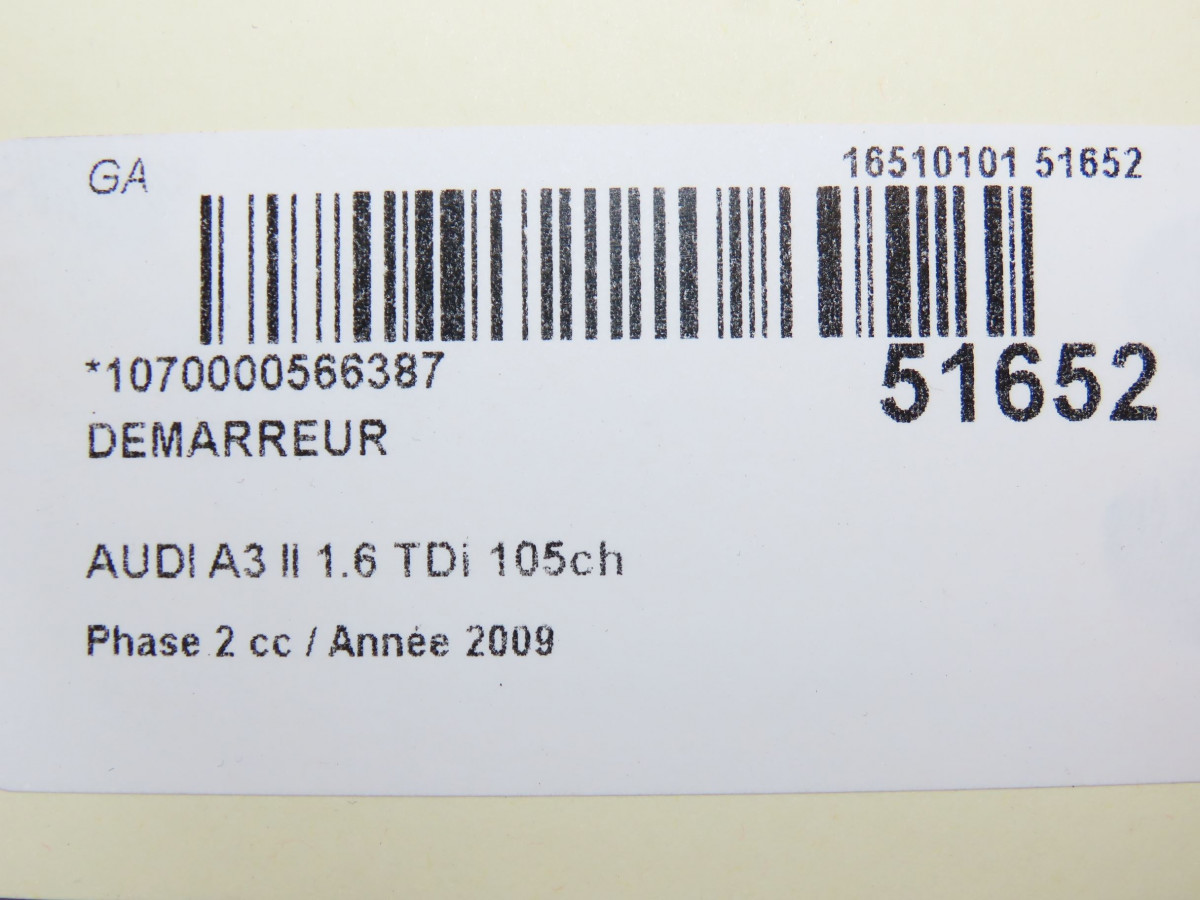 GA
16510101 51652
*1070000566387
51652
DEMARREUR
AUDI A3 II 1.6 TDi 105ch
Phase 2 cc / Année 2009